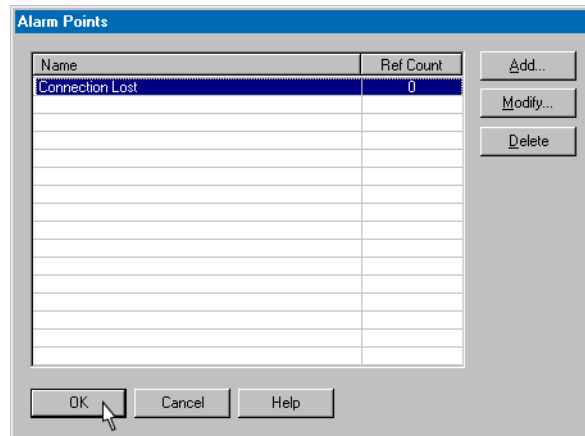 Alarm Points
Name Ref Count
Connection Lost 0
Add...
Modify...
Delete
OK Cancel Help